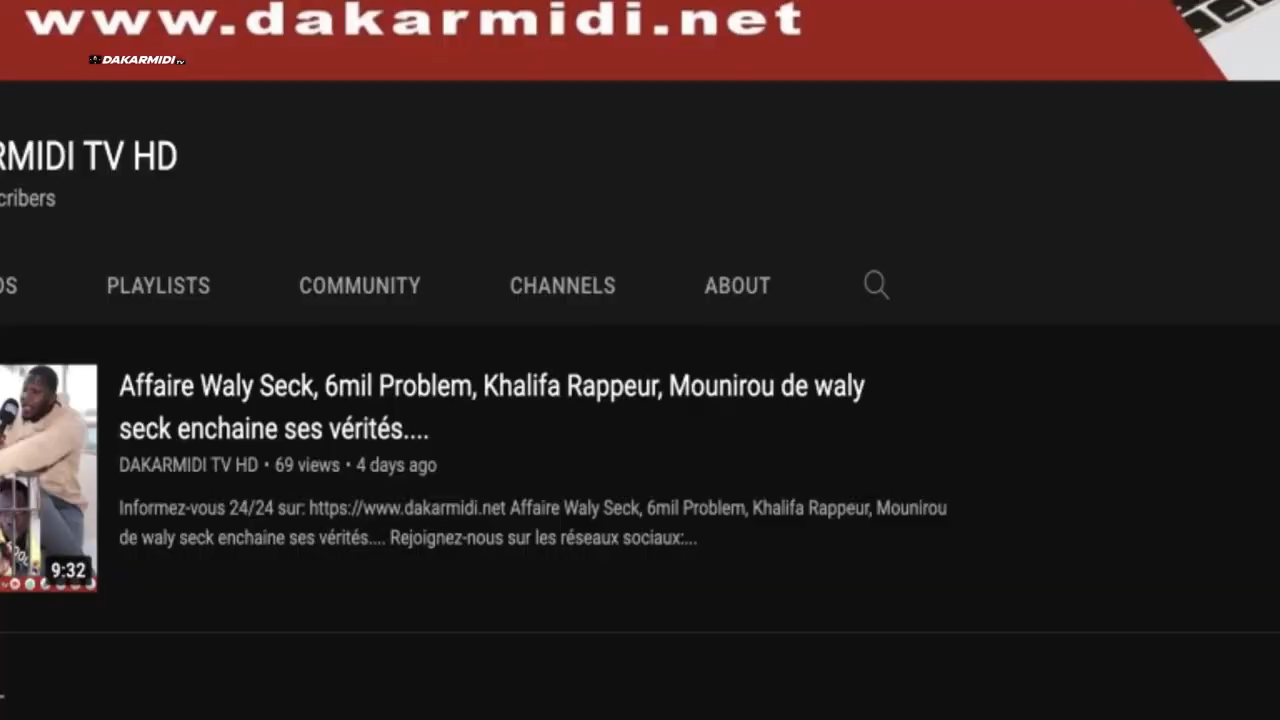 www.dakarmidi.net
DAKARMIDI TV
RMIDI TV HD
cribers
OS
PLAYLISTS
COMMUNITY
CHANNELS
ABOUT
Affaire Waly Seck, 6mil Problem, Khalifa Rappeur, Mounirou de waly
seck enchaine ses vérités....
DAKARMIDI TV HD • 69 views • 4 days ago
Informez-vous 24/24 sur: https://www.dakarmidi.net Affaire Waly Seck, 6mil Problem, Khalifa Rappeur, Mounirou
de waly seck enchaine ses vérités.... Rejoignez-nous sur les réseaux sociaux:...
9:32